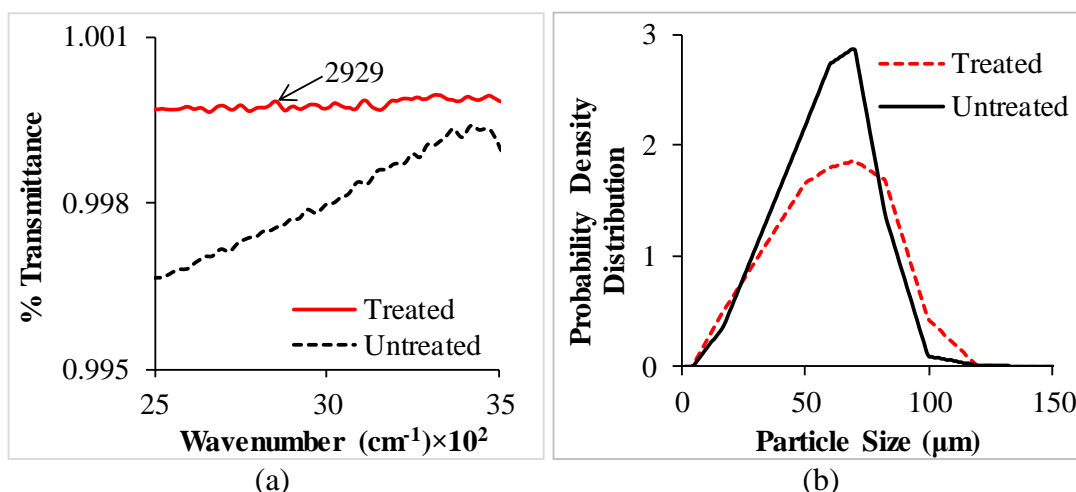 1.001
0.998
0.995
% Transmittance
2929
Treated
Untreated
25
30
35
Wavenumber (cm⁻¹)×10²
(a)
3
2
1
0
Probability Density
Distribution
Treated
Untreated
0
50
100
150
Particle Size (μm)
(b)